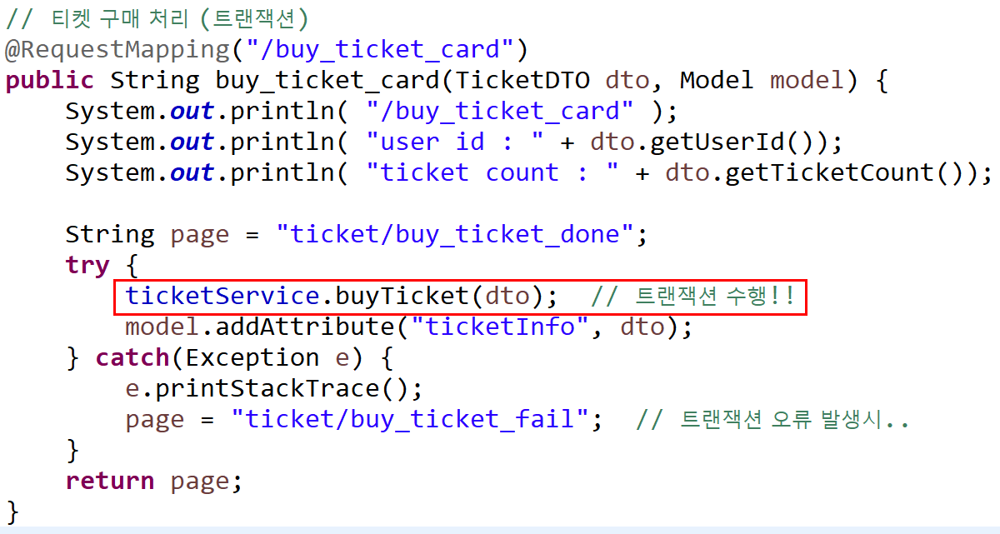 // 티켓 구매 처리 (트랜잭션)
@RequestMapping("/buy_ticket_card")
public String buy_ticket_card(TicketDTO dto, Model model) {
    System.out.println( "/buy_ticket_card" );
    System.out.println( "user id : " + dto.getUserId());
    System.out.println( "ticket count : " + dto.getTicketCount());

    String page = "ticket/buy_ticket_done";
    try {
        ticketService.buyTicket(dto);  // 트랜잭션 수행!!
        model.addAttribute("ticketInfo", dto);
    } catch(Exception e) {
        e.printStackTrace();
        page = "ticket/buy_ticket_fail";  // 트랜잭션 오류 발생시..
    }
    return page;
}